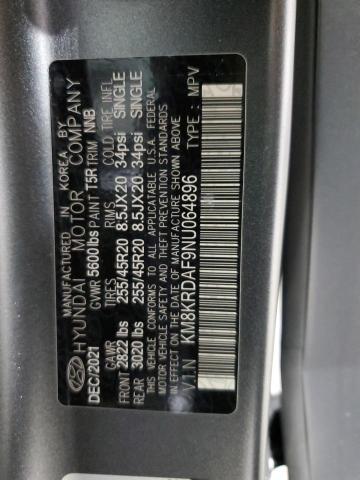 MANUFACTURED IN KOREA BY
HYUNDAI MOTOR COMPANY
DEC/2021 GVWR 5600 lbs PAINT T5R TRIM NNB
GAWR TIRES RIMS COLD TIRE INFL
FRONT 2822 lbs 255/45R20 8.5JX20 34psi SINGLE
REAR 3020 lbs 255/45R20 8.5JX20 34psi SINGLE
THIS VEHICLE CONFORMS TO ALL APPLICABLE U.S.A. FEDERAL
MOTOR VEHICLE SAFETY, BUMPER, AND THEFT PREVENTION
STANDARDS IN EFFECT ON THE DATE OF MANUFACTURE SHOWN ABOVE.
V.I.N KM8KRDAF9NU064896 TYPE : MPV